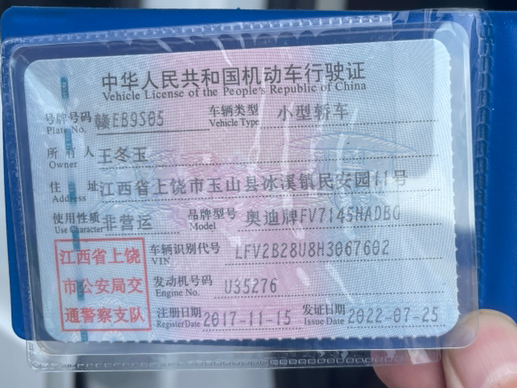 中华人民共和国机动车行驶证
Vehicle License of the People's Republic of China
号牌号码 赣EB9S05 车辆类型 小型轿车
Plate No. Vehicle Type
所有人 王冬玉
Owner
住址 江西省上饶市玉山县冰溪镇民安园11号
Address
使用性质 非营运 品牌型号 奥迪牌FV7145HADBG
Use Character Model
江西省上饶
市公安局交
通警察支队
车辆识别代号 LFV2B28U8H3067602
VIN
发动机号码 U35276
Engine No.
注册日期 2017-11-15 发证日期 2022-07-25
Register Date Issue Date